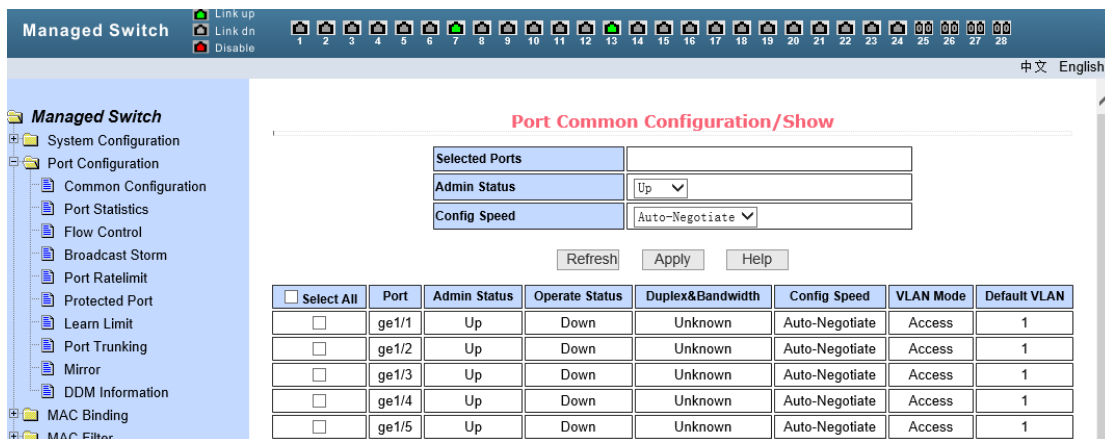 Link up
Managed Switch
Link dn
Disable
1 2 3 4 5 6 7 8 9 10 11 12 13 14 15 16 17 18 19 20 21 22 23 24 25 26 27 28
中文 English
Managed Switch
System Configuration
Port Configuration
Common Configuration
Port Statistics
Flow Control
Broadcast Storm
Port Ratelimit
Protected Port
Learn Limit
Port Trunking
Mirror
DDM Information
MAC Binding
MAC Filter
Port Common Configuration/Show
Selected Ports
Admin Status Up
Config Speed Auto-Negotiate
Refresh Apply Help
Select All Port Admin Status Operate Status Duplex&Bandwidth Config Speed VLAN Mode Default VLAN
ge1/1 Up Down Unknown Auto-Negotiate Access 1
ge1/2 Up Down Unknown Auto-Negotiate Access 1
ge1/3 Up Down Unknown Auto-Negotiate Access 1
ge1/4 Up Down Unknown Auto-Negotiate Access 1
ge1/5 Up Down Unknown Auto-Negotiate Access 1